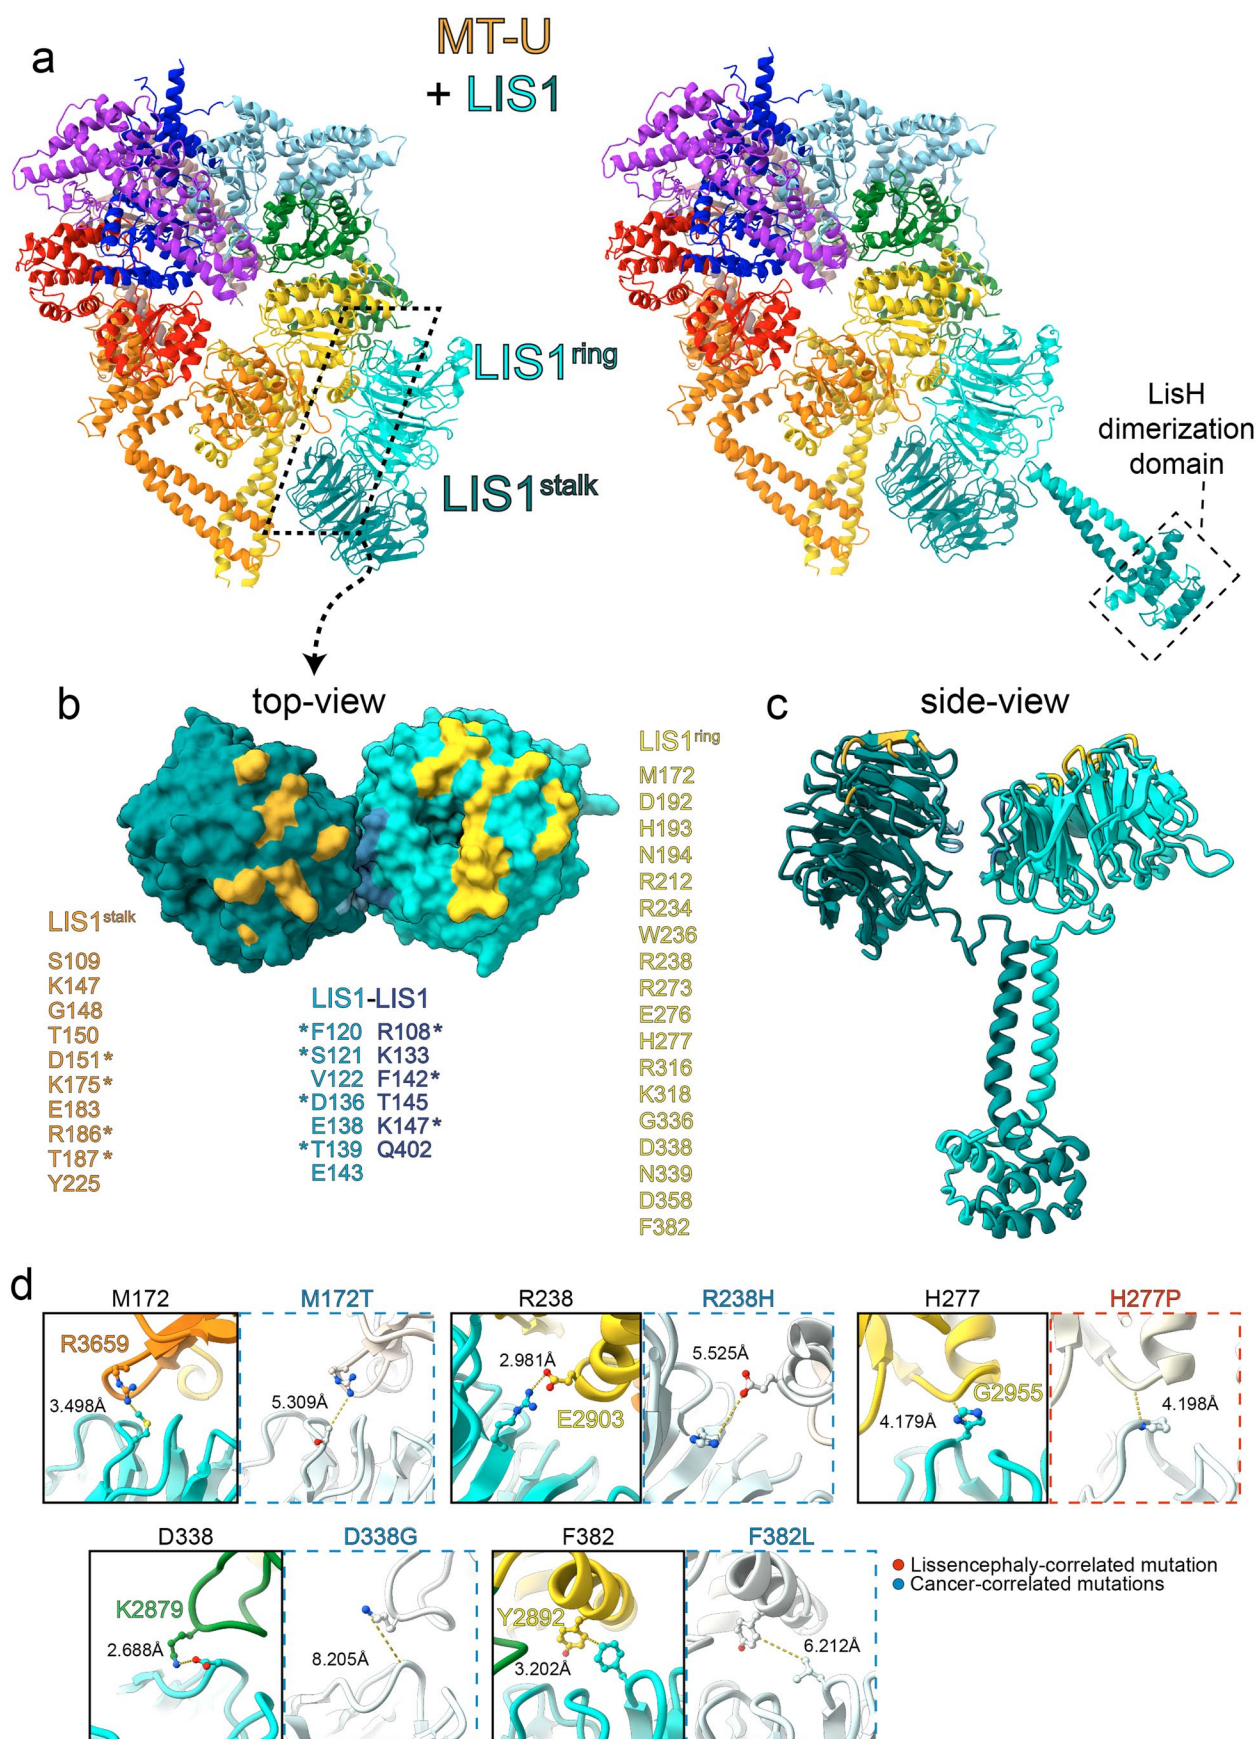 a
MT-U
+ LIS1
LIS1ring
LIS1stalk
LisH
dimerization
domain
b
top-view
c
side-view
LIS1stalk
S109
K147
G148
T150
D151*
K175*
E183
R186*
T187*
Y225
LIS1-LIS1
*F120 R108*
*S121 K133
V122 F142*
*D136 T145
E138 K147*
*T139 Q402
E143
LIS1ring
M172
D192
H193
N194
R212
R234
W236
R238
R273
E276
H277
R316
K318
G336
D338
N339
D358
F382
d
M172
R3659
3.498Å
M172T
5.309Å
R238
2.981Å
E2903
R238H
5.525Å
H277
G2955
4.179Å
H277P
4.198Å
D338
K2879
2.688Å
D338G
8.205Å
F382
Y2892
3.202Å
F382L
6.212Å
Lissencephaly-correlated mutation
Cancer-correlated mutations